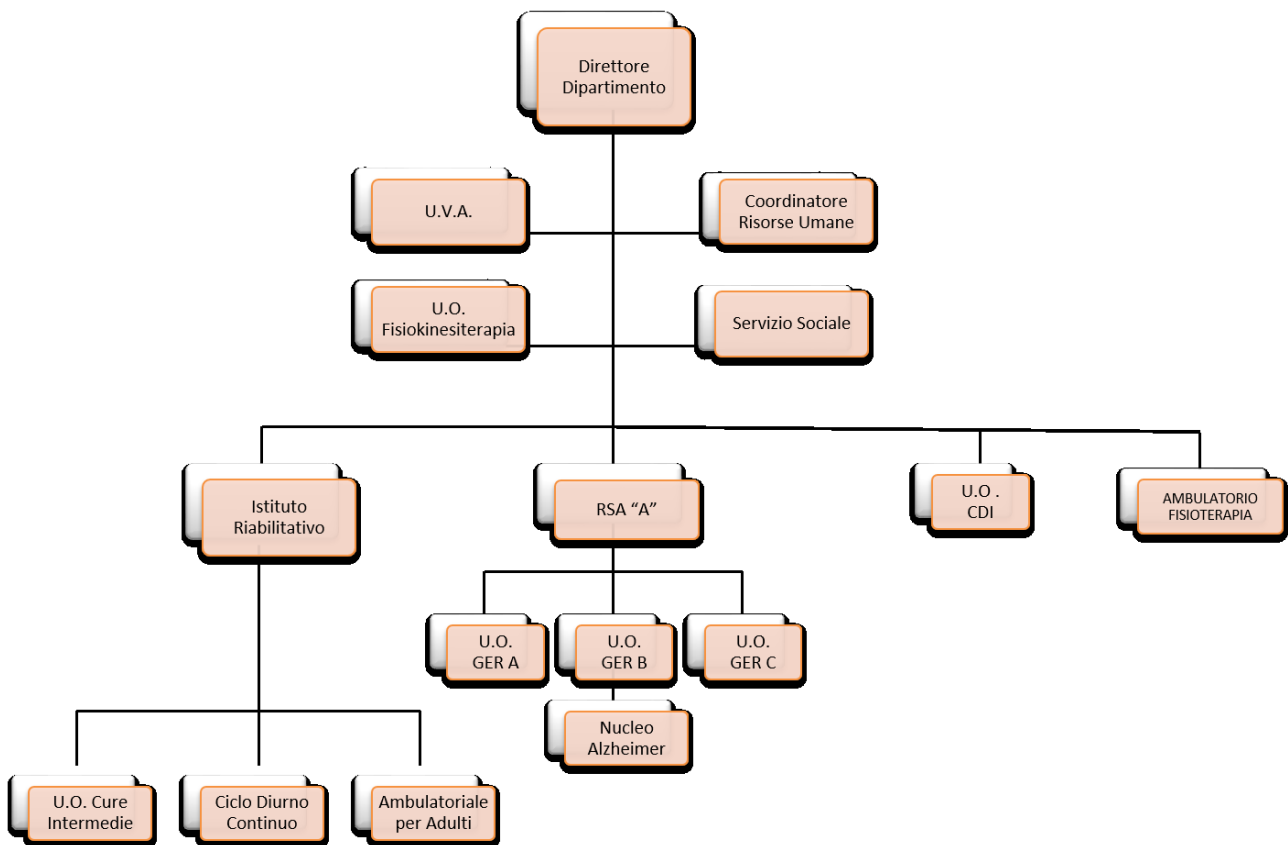 Direttore
Dipartimento
U.V.A.
Coordinatore
Risorse Umane
U.O.
Fisiokinesiterapia
Servizio Sociale
Istituto
Riabilitativo
RSA “A”
U.O .
CDI
AMBULATORIO
FISIOTERAPIA
U.O.
GER A
U.O.
GER B
U.O.
GER C
Nucleo
Alzheimer
U.O. Cure
Intermedie
Ciclo Diurno
Continuo
Ambulatoriale
per Adulti